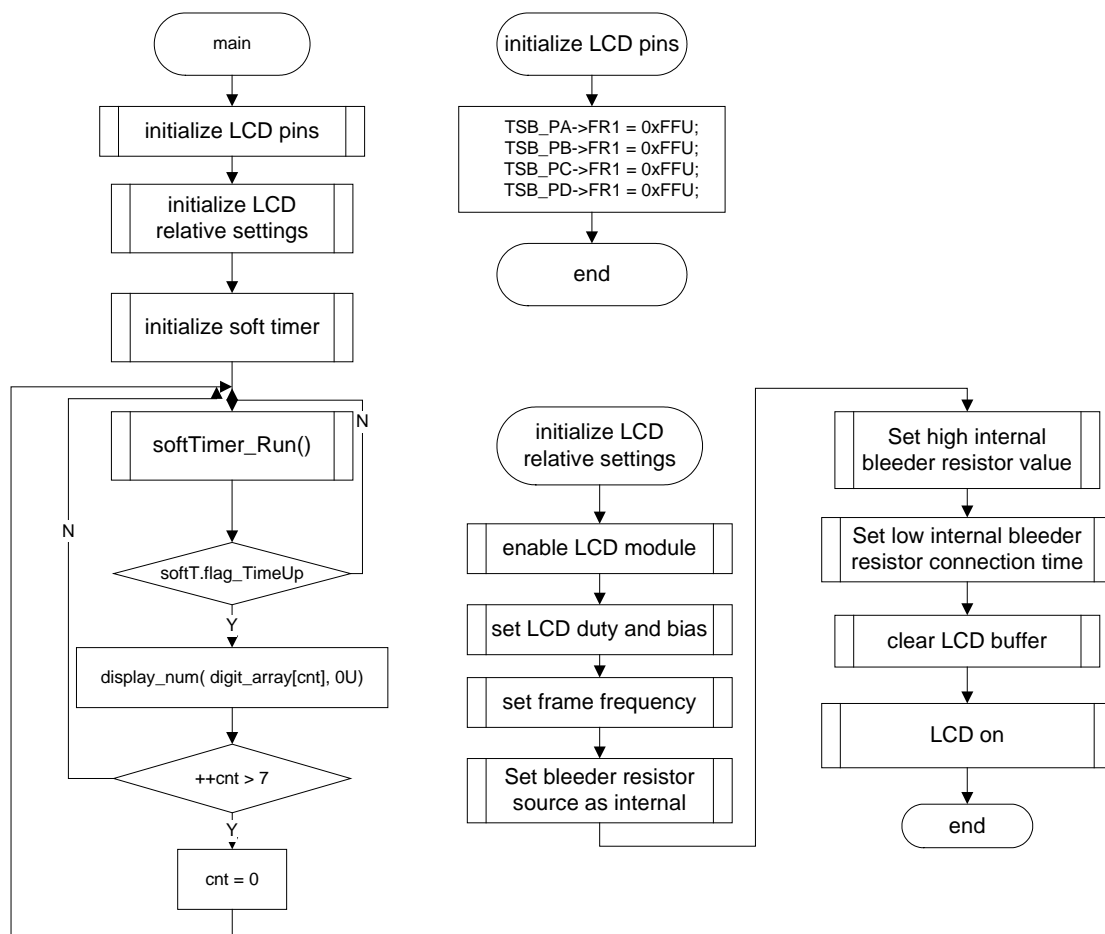 main
initialize LCD pins
initialize LCD
relative settings
initialize soft timer
softTimer_Run()
N
N
softT.flag_TimeUp
Y
display_num( digit_array[cnt], 0U)
++cnt > 7
Y
cnt = 0
initialize LCD pins
TSB_PA->FR1 = 0xFFU;
TSB_PB->FR1 = 0xFFU;
TSB_PC->FR1 = 0xFFU;
TSB_PD->FR1 = 0xFFU;
end
initialize LCD
relative settings
enable LCD module
set LCD duty and bias
set frame frequency
Set bleeder resistor
source as internal
Set high internal
bleeder resistor value
Set low internal bleeder
resistor connection time
clear LCD buffer
LCD on
end